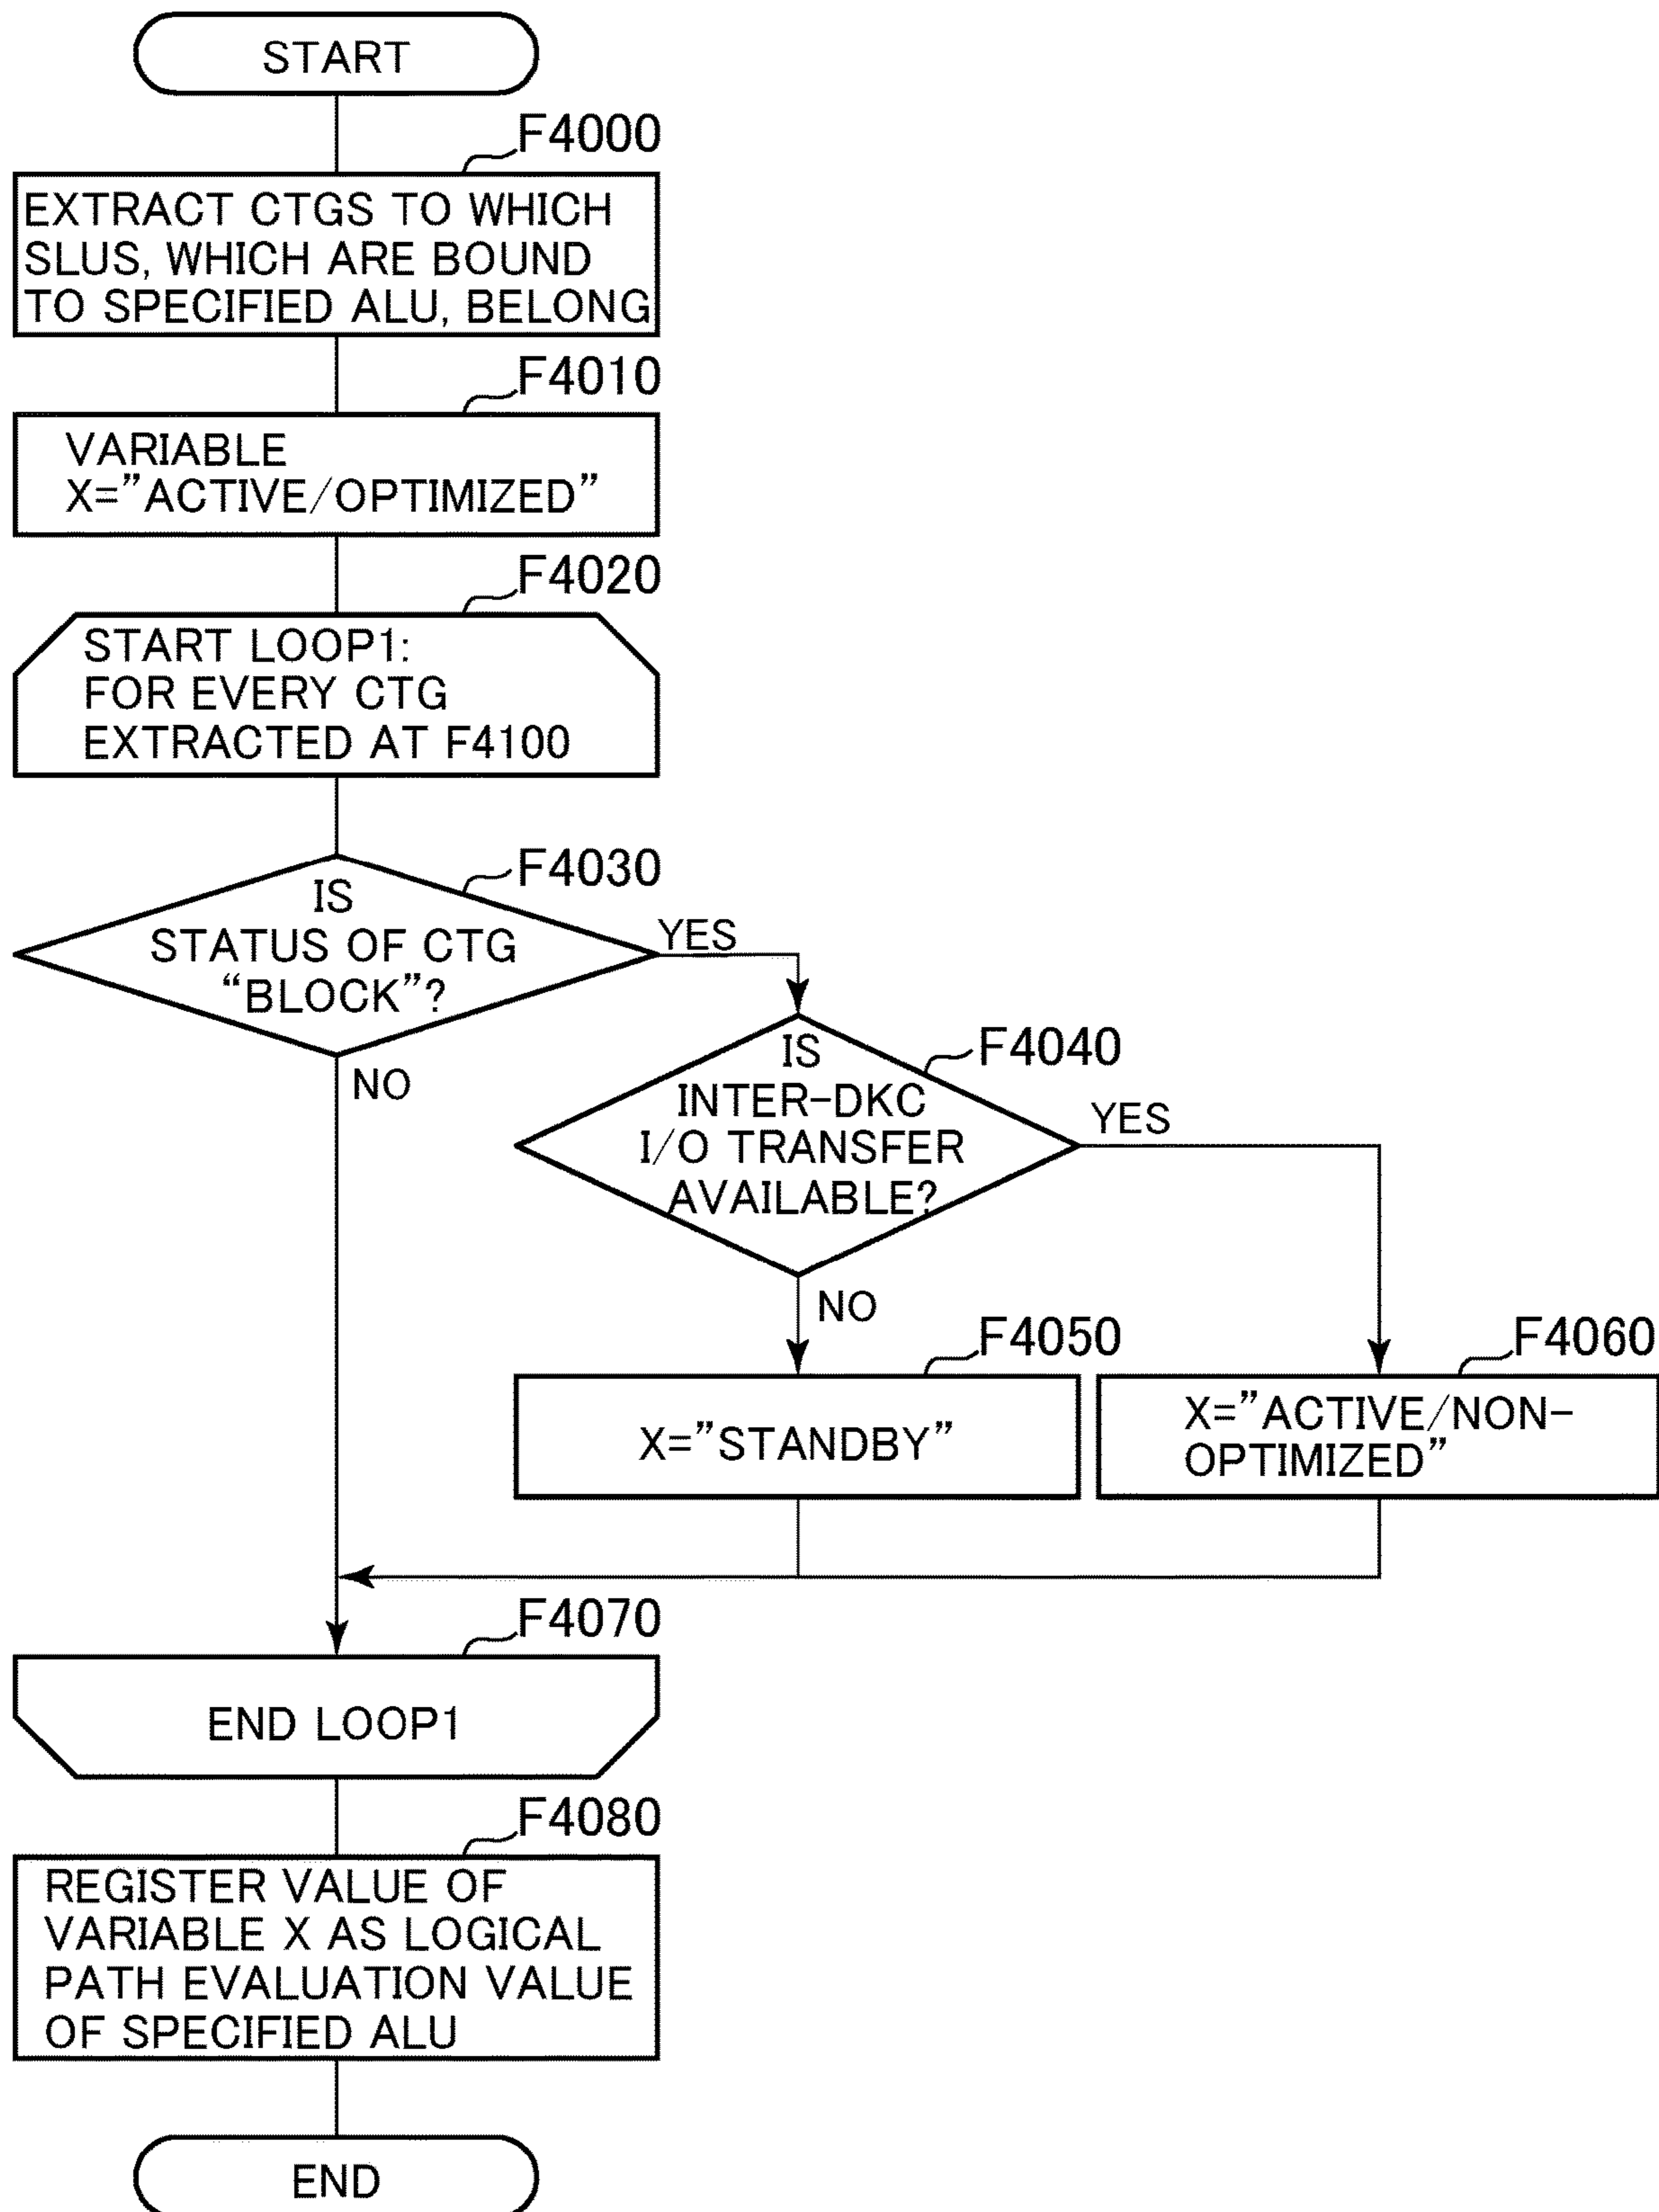 START
F4000
EXTRACT CTGS TO WHICH
SLUS, WHICH ARE BOUND
TO SPECIFIED ALU, BELONG
F4010
VARIABLE
X="ACTIVE/OPTIMIZED"
F4020
START LOOP1:
FOR EVERY CTG
EXTRACTED AT F4100
F4030
IS
STATUS OF CTG
“BLOCK”?
YES
NO
F4040
IS
INTER-DKC
I/O TRANSFER
AVAILABLE?
YES
NO
F4050
X="STANDBY"
F4060
X="ACTIVE/NON-
OPTIMIZED"
F4070
END LOOP1
F4080
REGISTER VALUE OF
VARIABLE X AS LOGICAL
PATH EVALUATION VALUE
OF SPECIFIED ALU
END